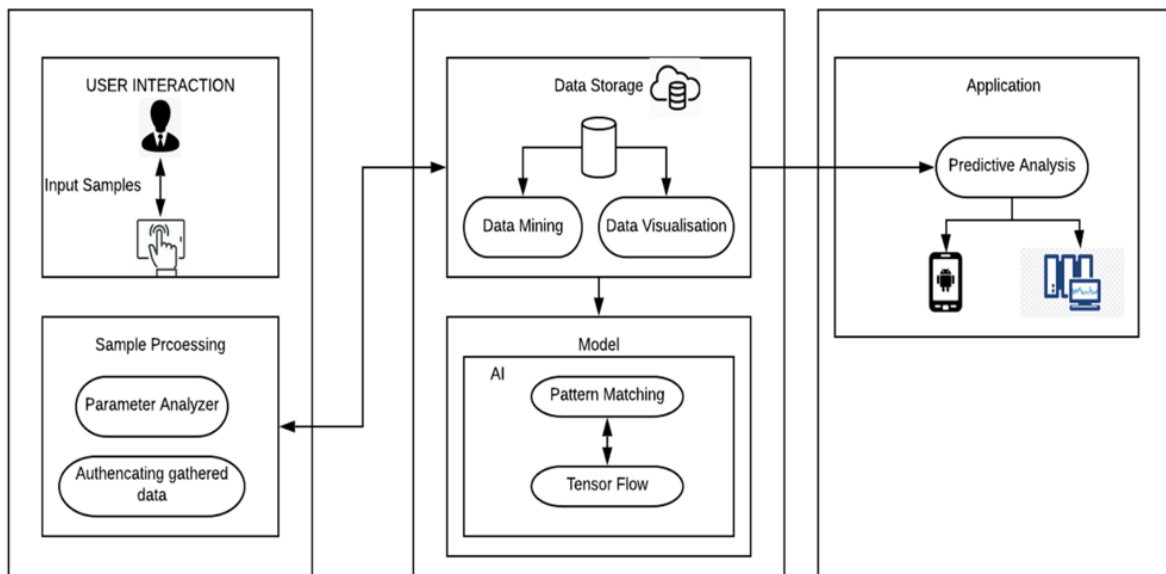 USER INTERACTION
Input Samples
Sample Prcoessing
Parameter Analyzer
Authencating gathered
data
Data Storage
Data Mining
Data Visualisation
Model
AI
Pattern Matching
Tensor Flow
Application
Predictive Analysis